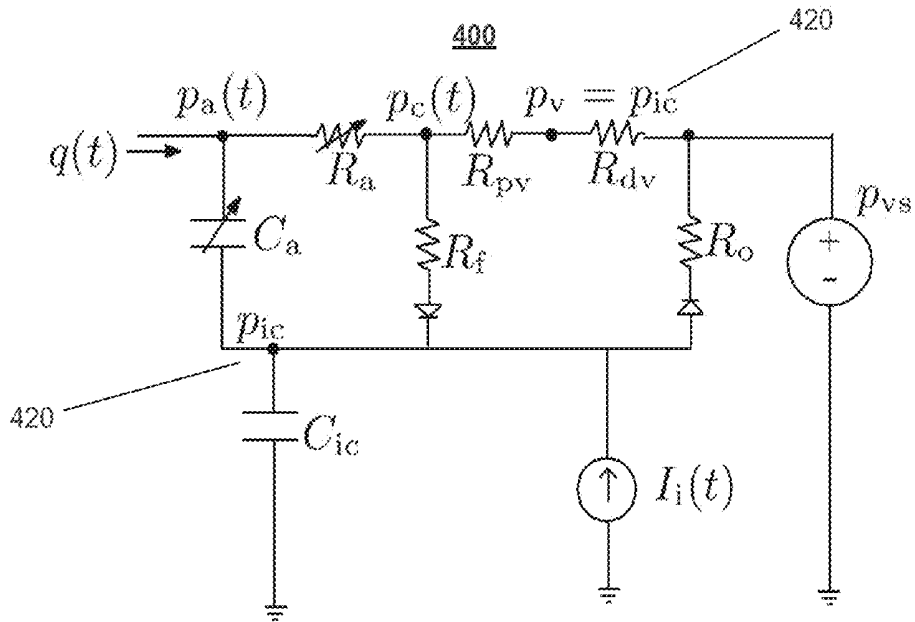 400
420
p_a(t)
p_c(t)
p_v = p_ic
q(t)
R_a
R_pv
R_dv
p_vs
C_a
R_f
R_o
+
-
p_ic
420
C_ic
I_i(t)